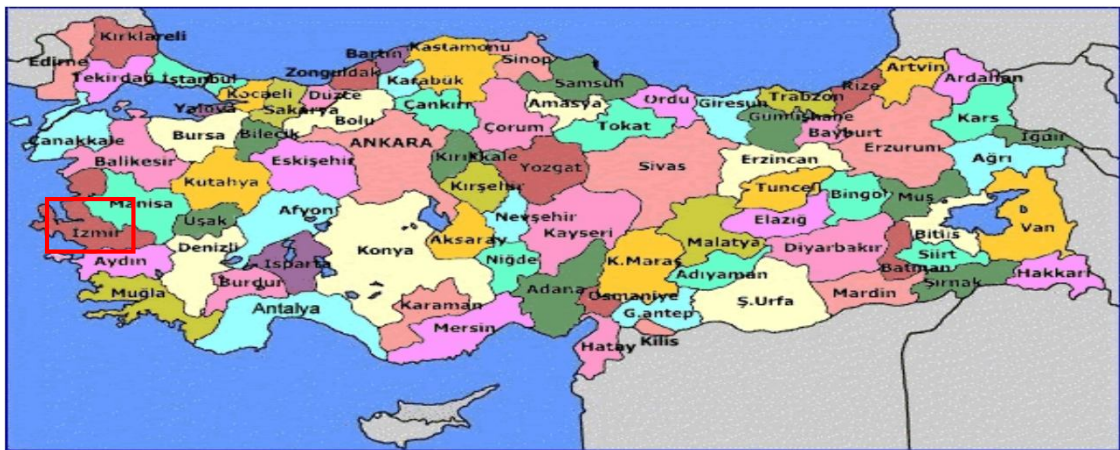 Kırklareli
Edirne
Tekirdağ
İstanbul
Kocaeli
Yalova
Sakarya
Düzce
Zonguldak
Bartın
Karabük
Kastamonu
Sinop
Samsun
Çankırı
Bolu
Amasya
Ordu
Giresun
Trabzon
Rize
Artvin
Ardahan
Kars
Iğdır
Gümüşhane
Bayburt
Erzurum
Ağrı
Çanakkale
Bursa
Bilecik
Balikesir
Eskişehir
ANKARA
Çorum
Tokat
Kırıkkale
Yozgat
Sivas
Erzincan
Kutahya
Kırşehir
Tunceli
Bingol
Muş
Manisa
Uşak
Afyon
Nevşehir
Kayseri
Malatya
Elazığ
Bitlis
Van
İzmir
Denizli
Konya
Aksaray
Diyarbakır
Batman
Siirt
Aydın
Isparta
Niğde
K.Maraş
Adıyaman
Şırnak
Hakkari
Muğla
Burdur
Adana
Mardin
Antalya
Karaman
Osmaniye
Ş.Urfa
Mersin
G.antep
Hatay
Kilis